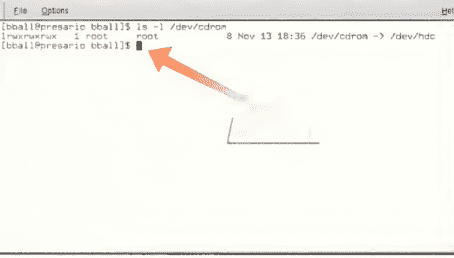 File Options Hel
[bball@presario bball]$ ls -l /dev/cdrom
lrwxrwxrwx 1 root root 8 Nov 13 18:36 /dev/cdrom -> /dev/hdc
[bball@presario bball]$